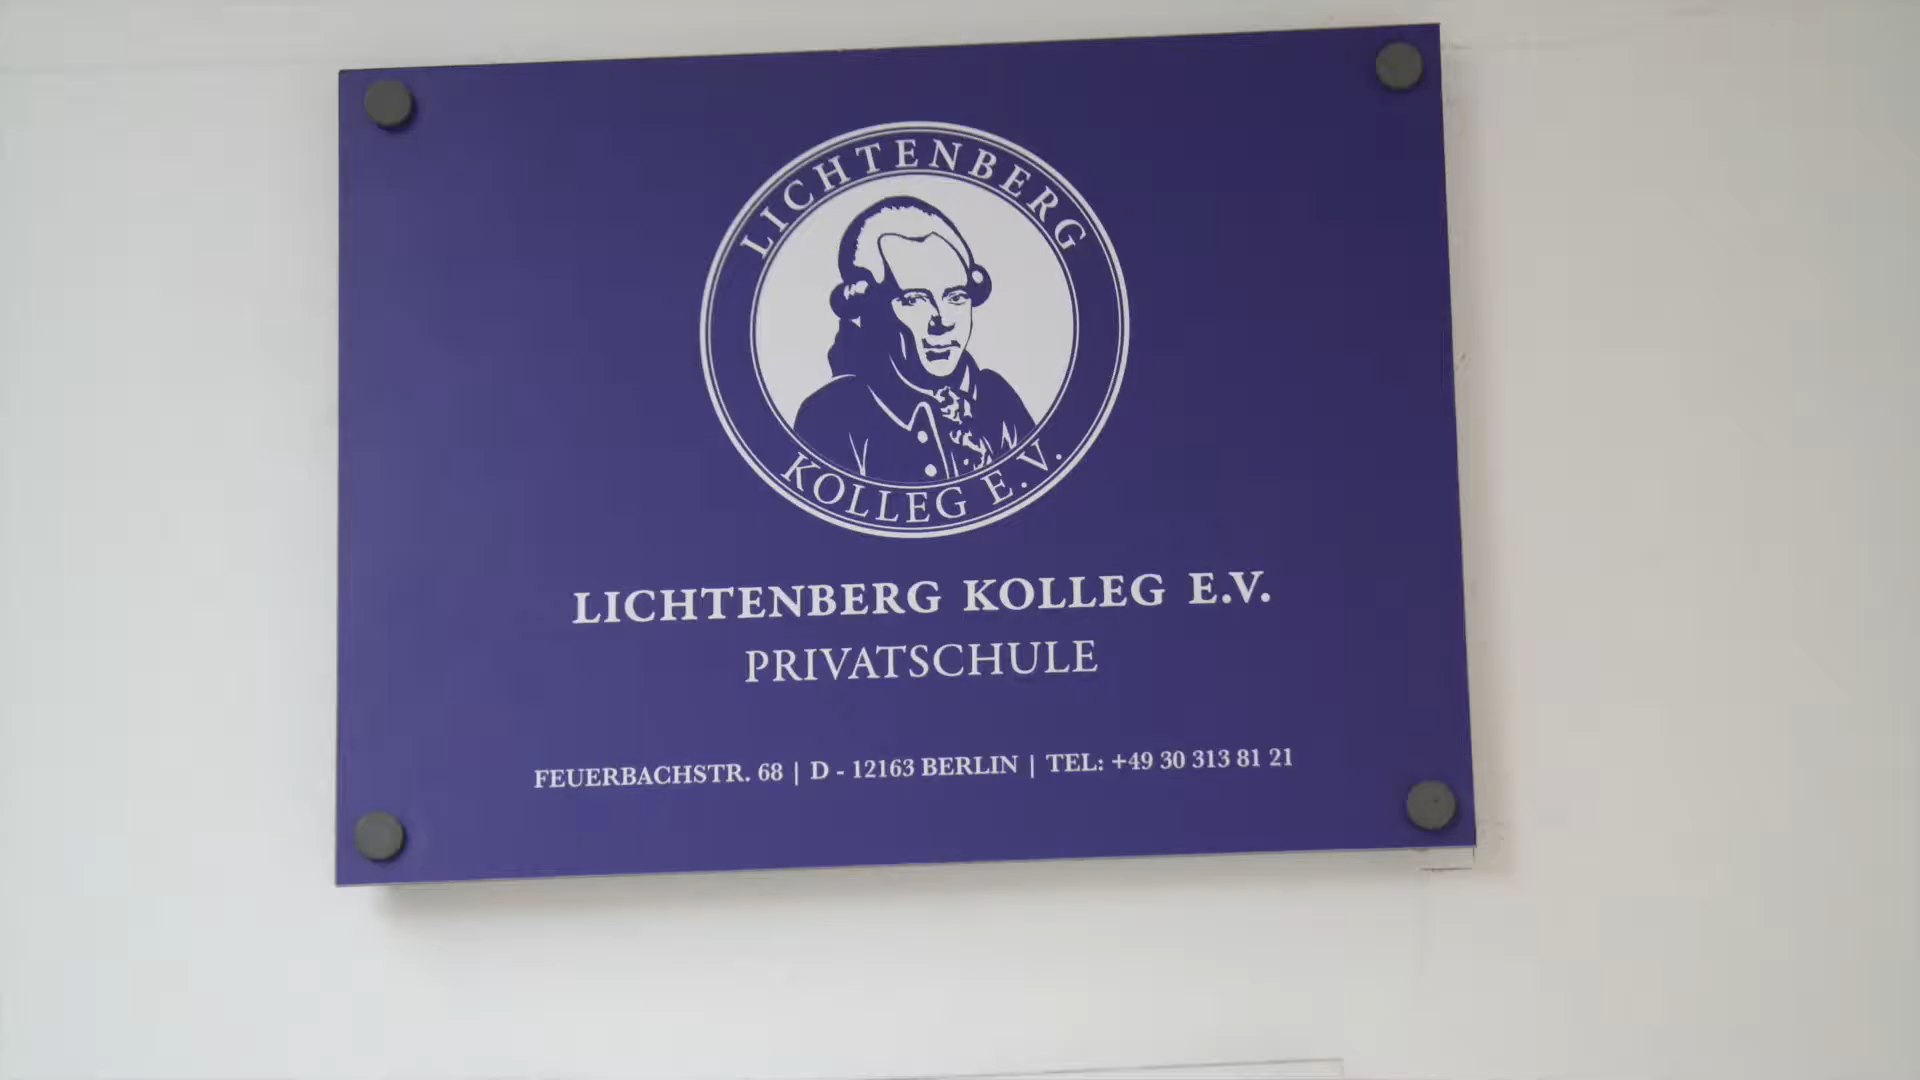 LICHTENBERG
KOLLEG E.V.
LICHTENBERG KOLLEG E.V.
PRIVATSCHULE
FEUERBACHSTR. 68 | D - 12163 BERLIN | TEL: +49 30 313 81 21